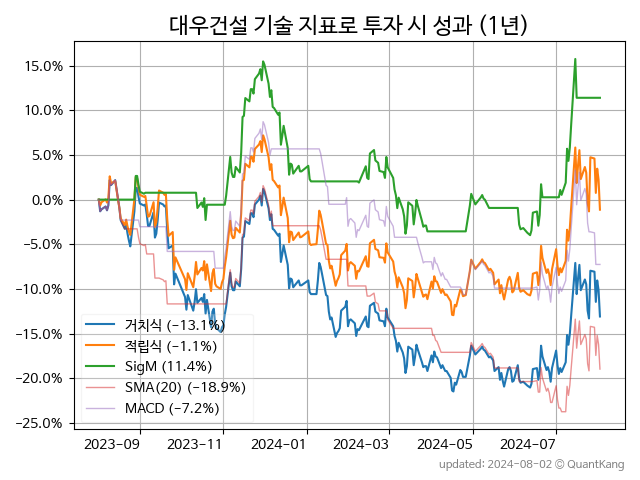 대우건설 기술 지표로 투자 시 성과 (1년)
15.0%
10.0%
5.0%
0.0%
−5.0%
−10.0%
−15.0%
−20.0%
−25.0%
거치식 (−13.1%)
적립식 (−1.1%)
SigM (11.4%)
SMA(20) (−18.9%)
MACD (−7.2%)
2023-09
2023-11
2024-01
2024-03
2024-05
2024-07
updated: 2024-08-02 © QuantKang